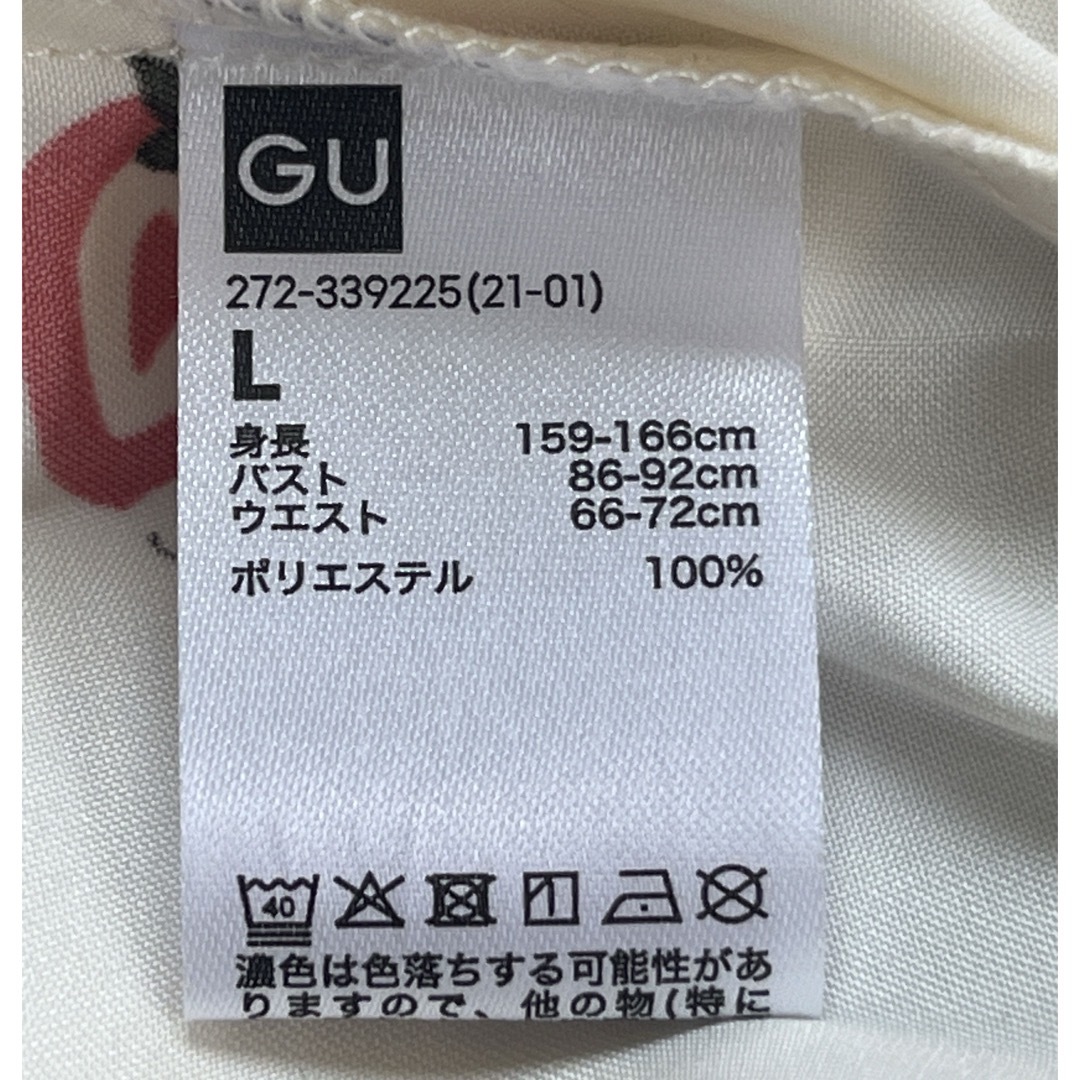 GU
272-339225(21-01)
L
身長 159-166cm
バスト 86-92cm
ウエスト 66-72cm
ポリエステル 100%
40
濃色は色落ちする可能性があ
りますので、他の物(特に